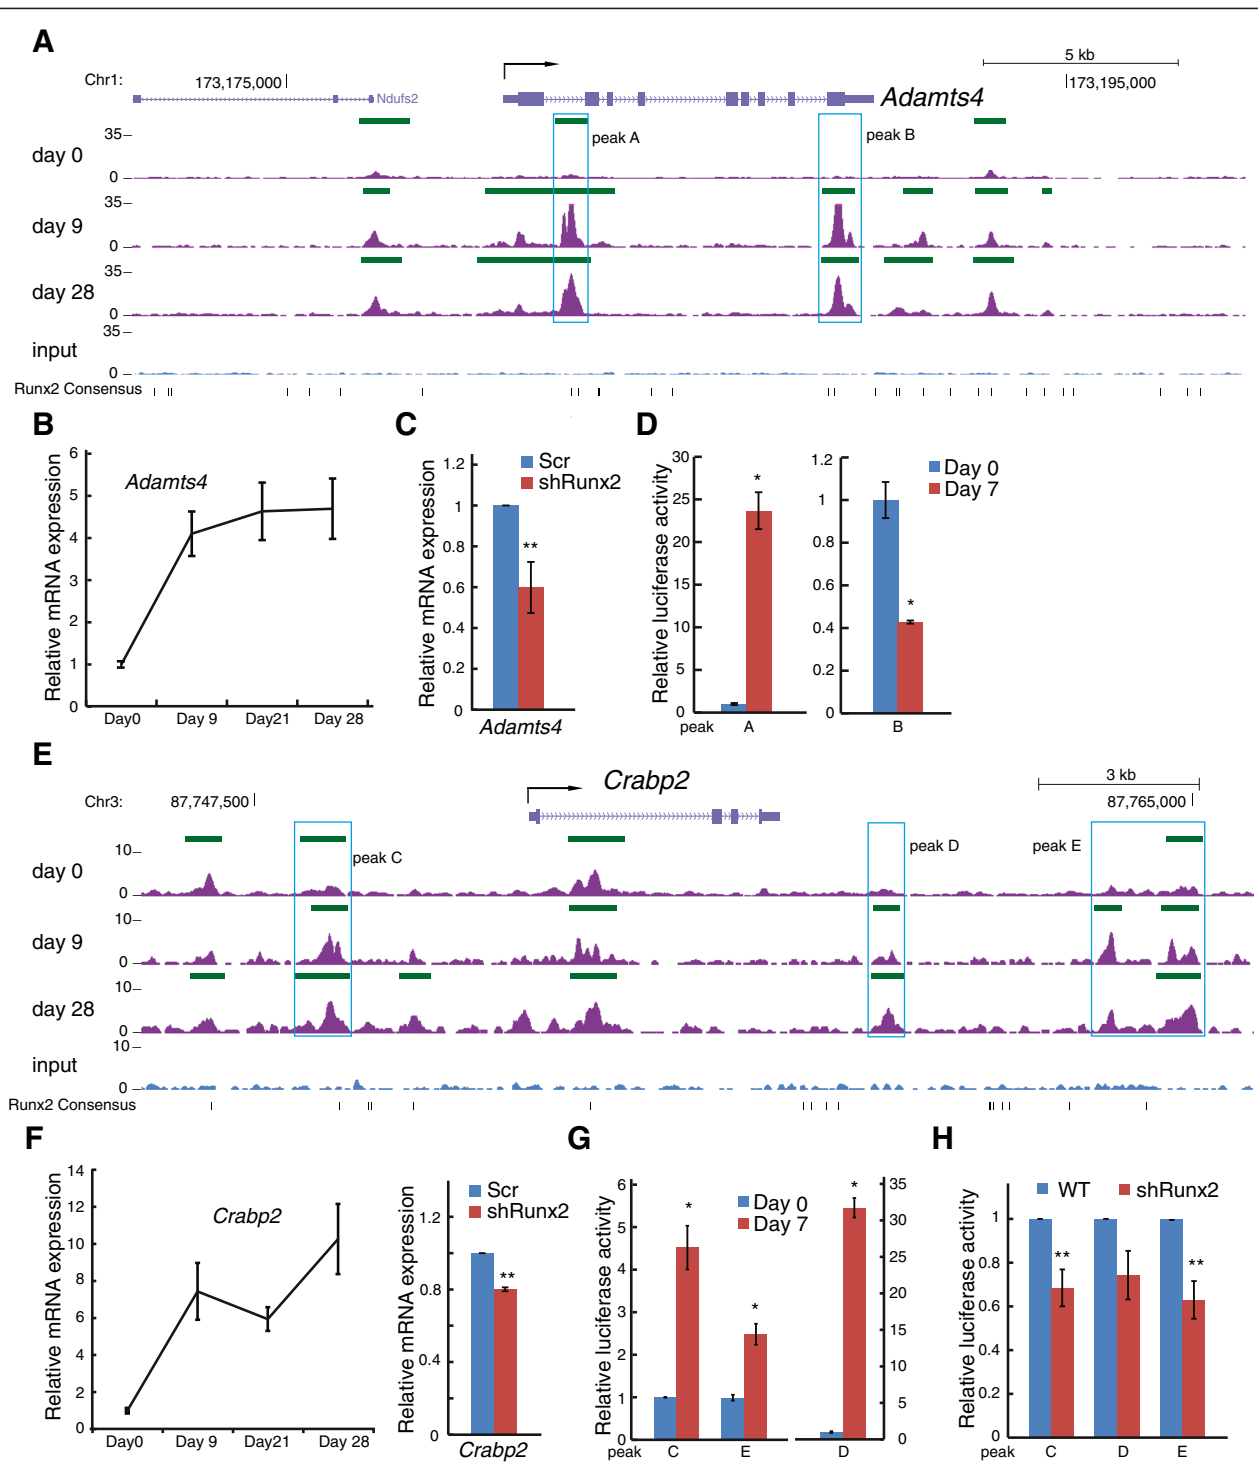 A
5 kb
Chr1:
173,175,000
173,195,000
Ndufs2
Adamts4
35
peak A
peak B
day 0
0
35
day 9
0
35
day 28
0
35
input
0
Runx2 Consensus
B
Relative mRNA expression
6
5
4
3
2
1
0
Adamts4
Day0
Day 9
Day21
Day 28
C
Relative mRNA expression
1.2
1
0.8
0.6
0.4
0.2
0
Scr
shRunx2
**
Adamts4
D
Relative luciferase activity
30
25
20
15
10
5
0
*
peak
A
1.2
1
0.8
0.6
0.4
0.2
0
Day 0
Day 7
*
B
E
Crabp2
3 kb
Chr3:
87,747,500
87,765,000
10
peak C
peak D
peak E
day 0
0
10
day 9
0
10
day 28
0
10
input
0
Runx2 Consensus
F
Relative mRNA expression
14
12
10
8
6
4
2
0
Crabp2
Day0
Day 9
Day21
Day 28
Relative mRNA expression
1.2
0.8
0.4
0
Scr
shRunx2
**
Crabp2
G
Relative luciferase activity
6
5
4
3
2
1
0
Day 0
Day 7
*
*
*
35
30
25
20
15
10
5
0
peak
C
E
D
H
Relative luciferase activity
1
0.8
0.6
0.4
0.2
0
WT
shRunx2
**
**
peak
C
D
E